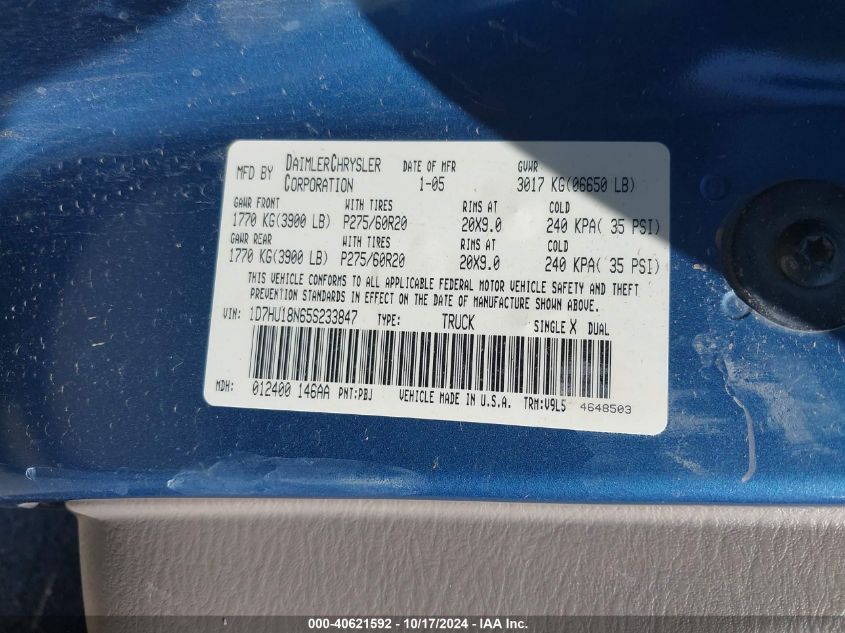 MFD BY DAIMLERCHRYSLER CORPORATION DATE OF MFR 1-05 GVWR 3017 KG(06650 LB)
GAWR FRONT WITH TIRES RIMS AT COLD
1770 KG(3900 LB) P275/60R20 20X9.0 240 KPA( 35 PSI)
GAWR REAR WITH TIRES RIMS AT COLD
1770 KG(3900 LB) P275/60R20 20X9.0 240 KPA( 35 PSI)
THIS VEHICLE CONFORMS TO ALL APPLICABLE FEDERAL MOTOR VEHICLE SAFETY AND THEFT
PREVENTION STANDARDS IN EFFECT ON THE DATE OF MANUFACTURE SHOWN ABOVE.
VIN: 1D7HU18N65S233847 TYPE: TRUCK SINGLE X DUAL
MDH: 012400 146AA PNT:PBJ VEHICLE MADE IN U.S.A. TRM:V9L5 4648503
000-40621592 - 10/17/2024 - IAA Inc.